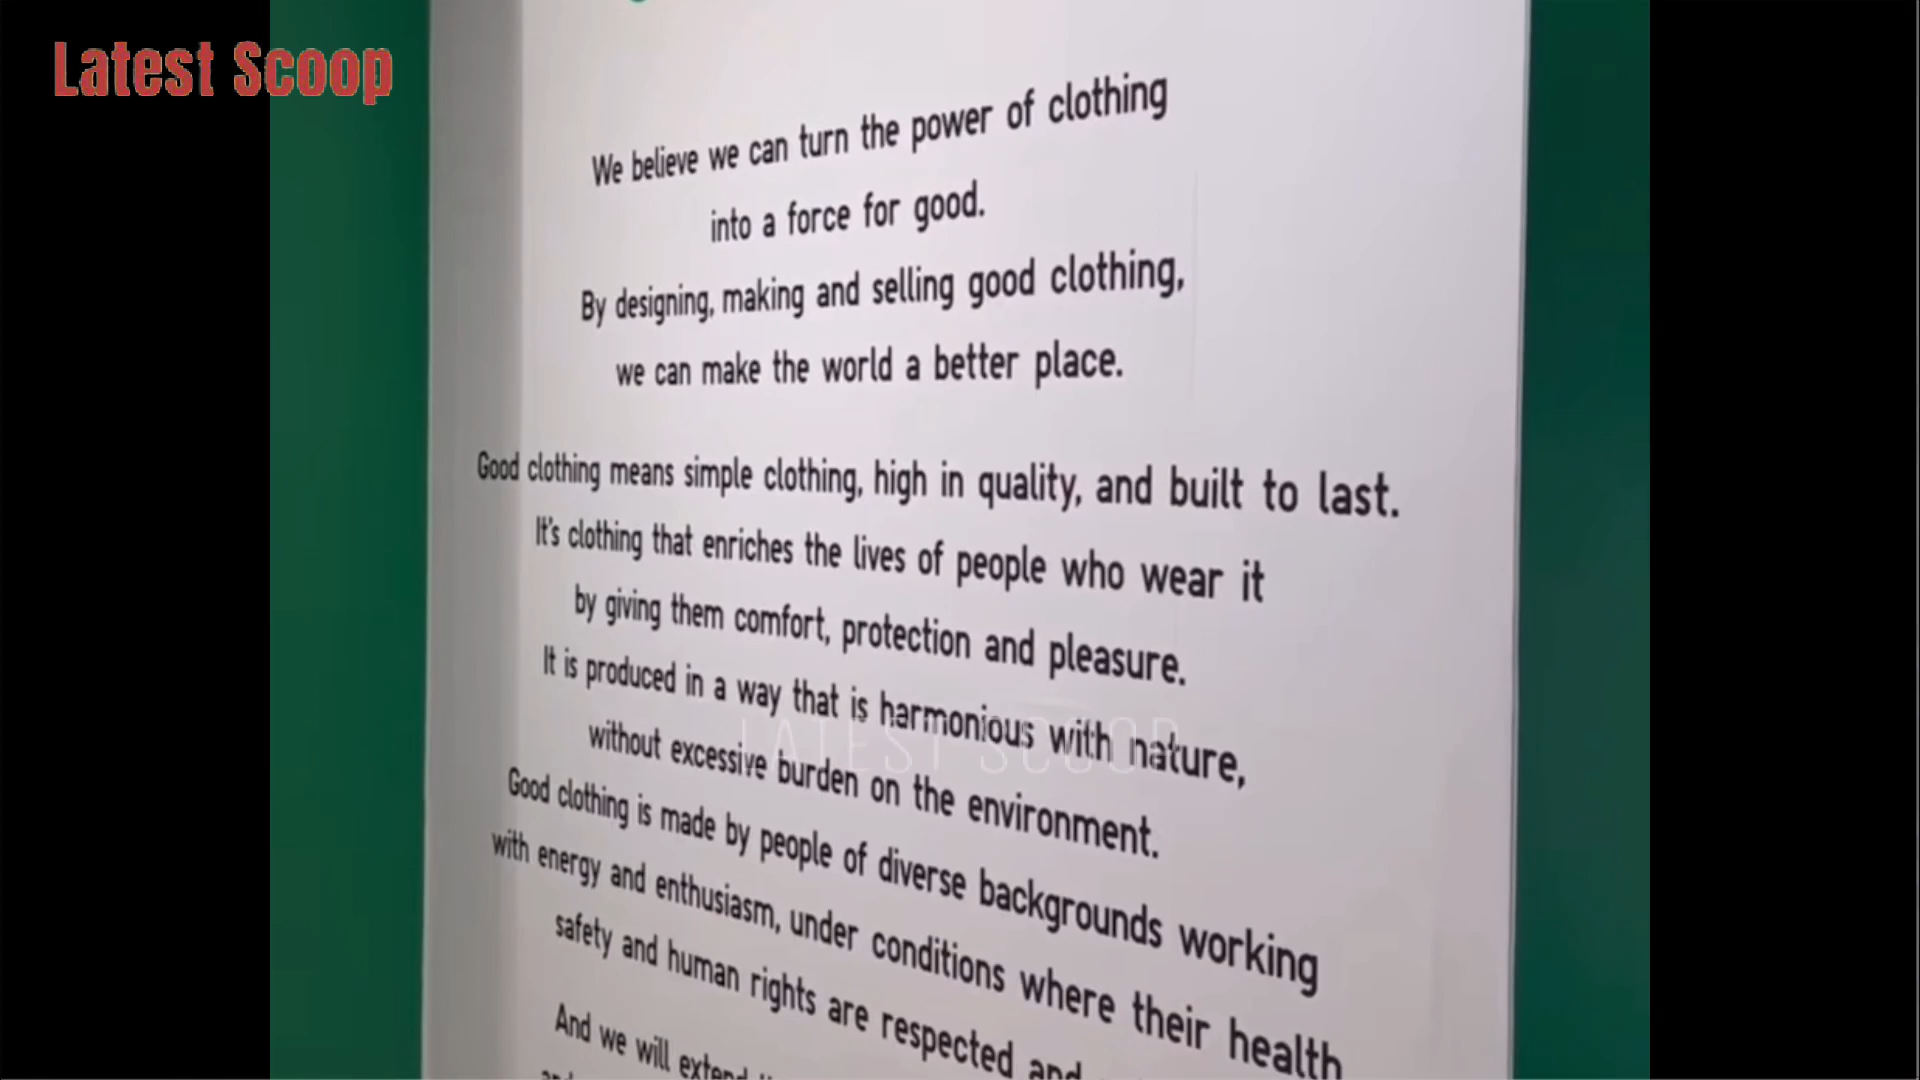 Latest Scoop
We believe we can turn the power of clothing
into a force for good.
By designing, making and selling good clothing,
we can make the world a better place.
Good clothing means simple clothing, high in quality, and built to last.
It's clothing that enriches the lives of people who wear it
by giving them comfort, protection and pleasure.
It is produced in a way that is harmonious with nature,
LATEST SCOOP
without excessive burden on the environment.
Good clothing is made by people of diverse backgrounds working
with energy and enthusiasm, under conditions where their health
safety and human rights are respected and
And we will extend